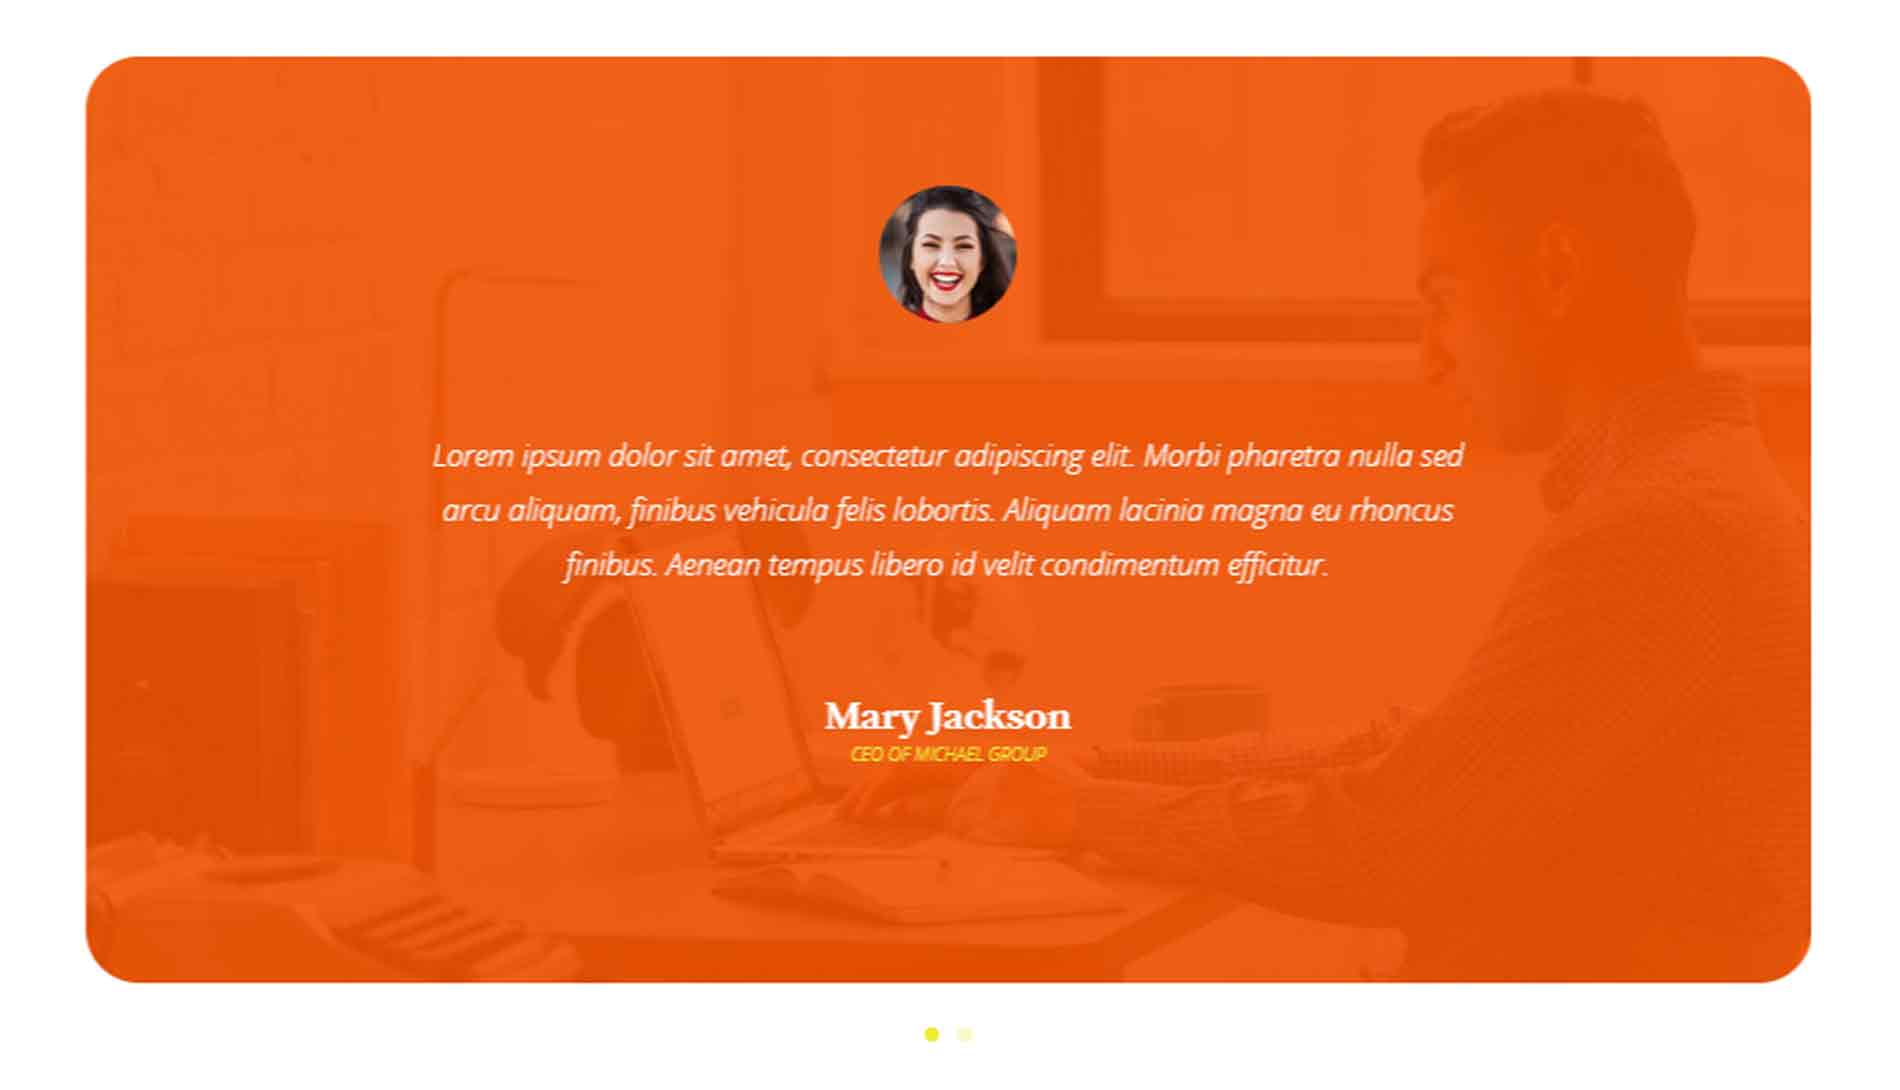 Lorem ipsum dolor sit amet, consectetur adipiscing elit. Morbi pharetra nulla sed
arcu aliquam, finibus vehicula felis lobortis. Aliquam lacinia magna eu rhoncus
finibus. Aenean tempus libero id velit condimentum efficitur.
Mary Jackson
CEO OF MICHAEL GROUP